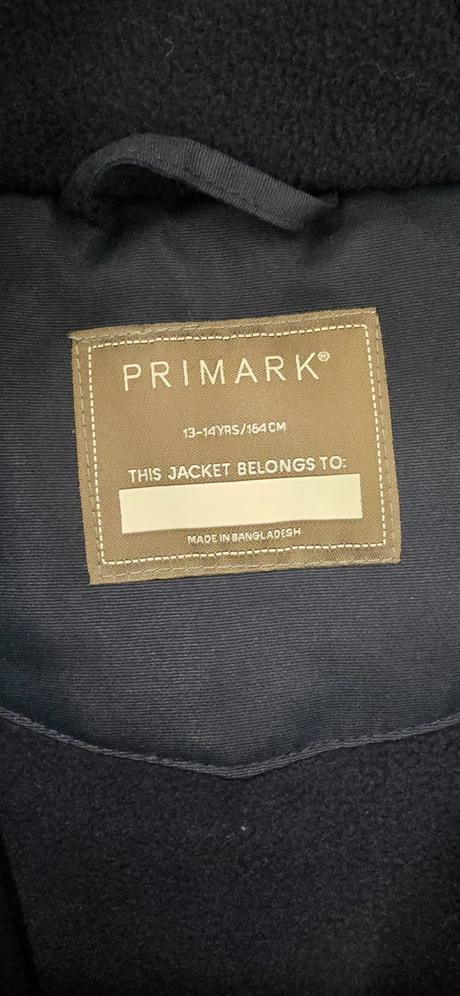 PRIMARK®
13-14YRS/164CM
THIS JACKET BELONGS TO:
MADE IN BANGLADESH